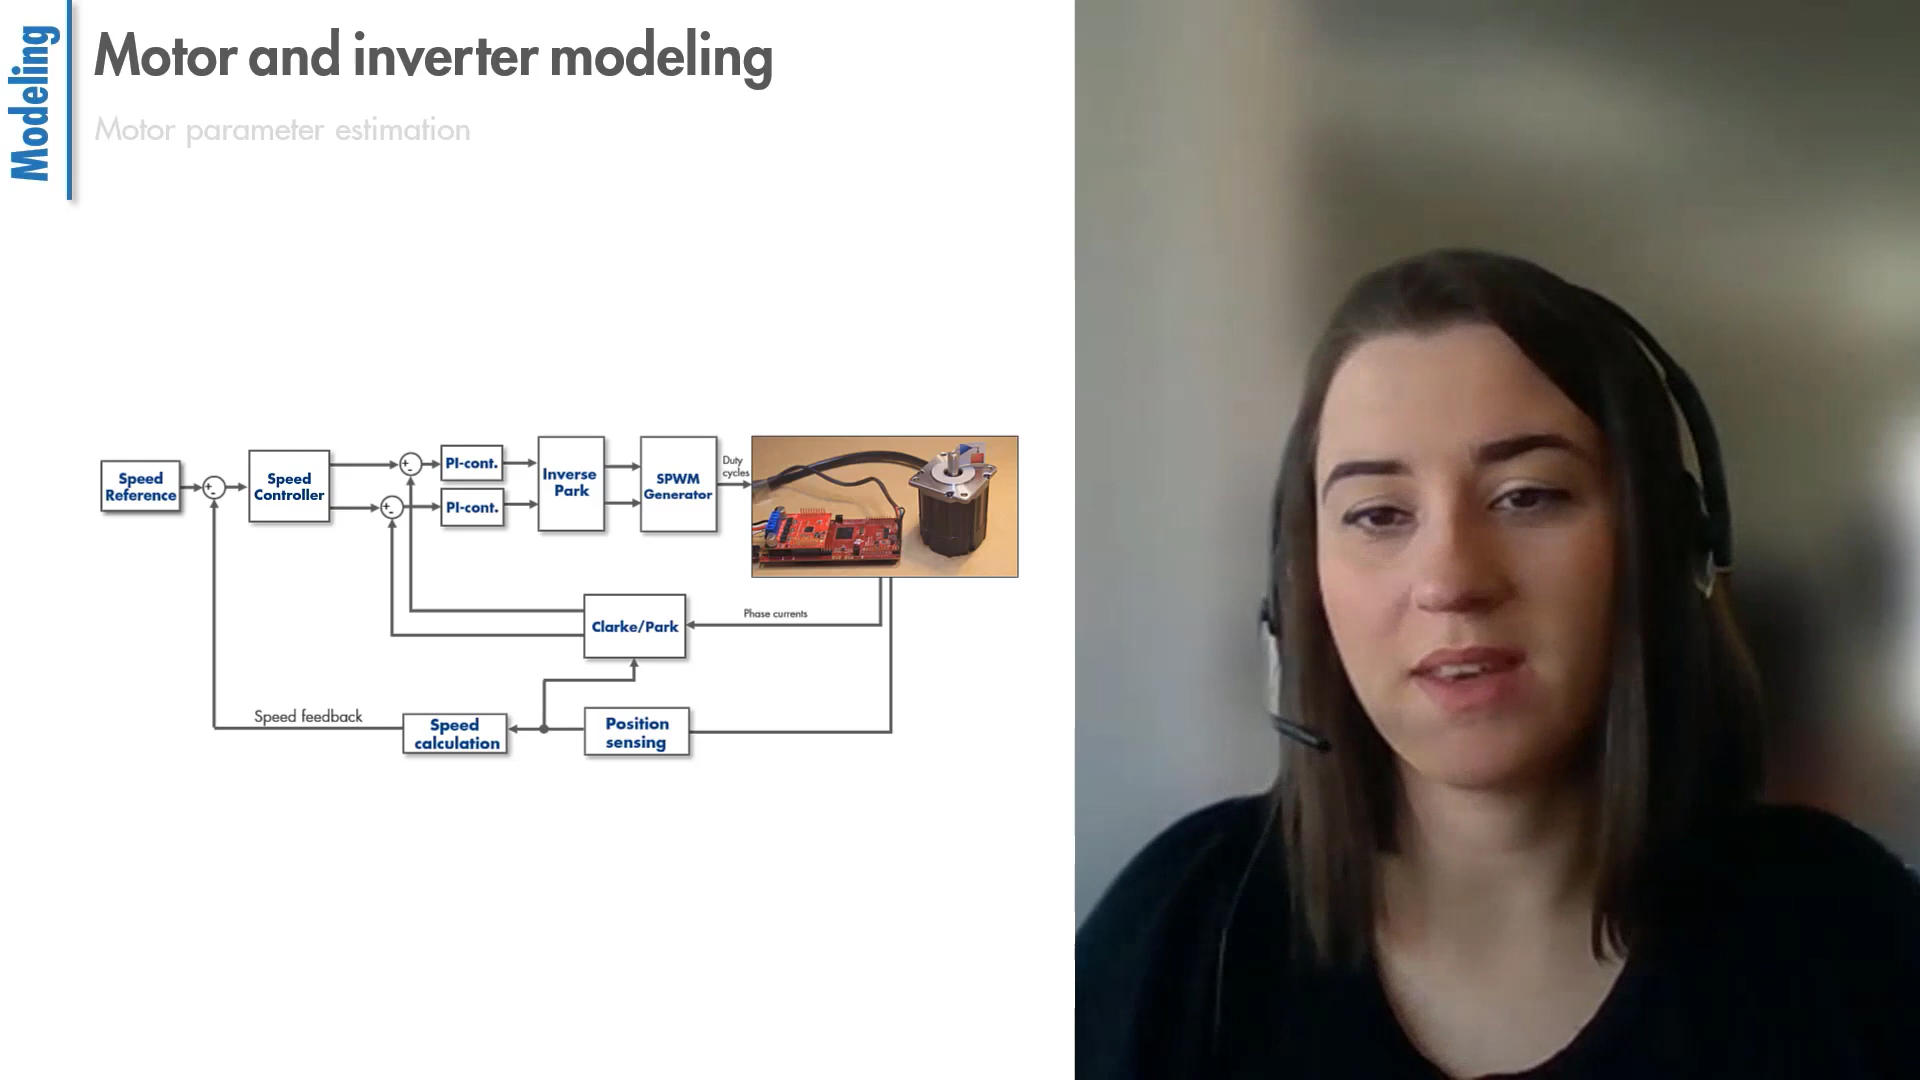 Modeling
Motor and inverter modeling
Motor parameter estimation
Speed
Reference
+
-
Speed
Controller
+
-
+
-
PI-cont.
PI-cont.
Inverse
Park
SPWM
Generator
Duty
cycles
Clarke/Park
Phase currents
Speed feedback
Speed
calculation
Position
sensing